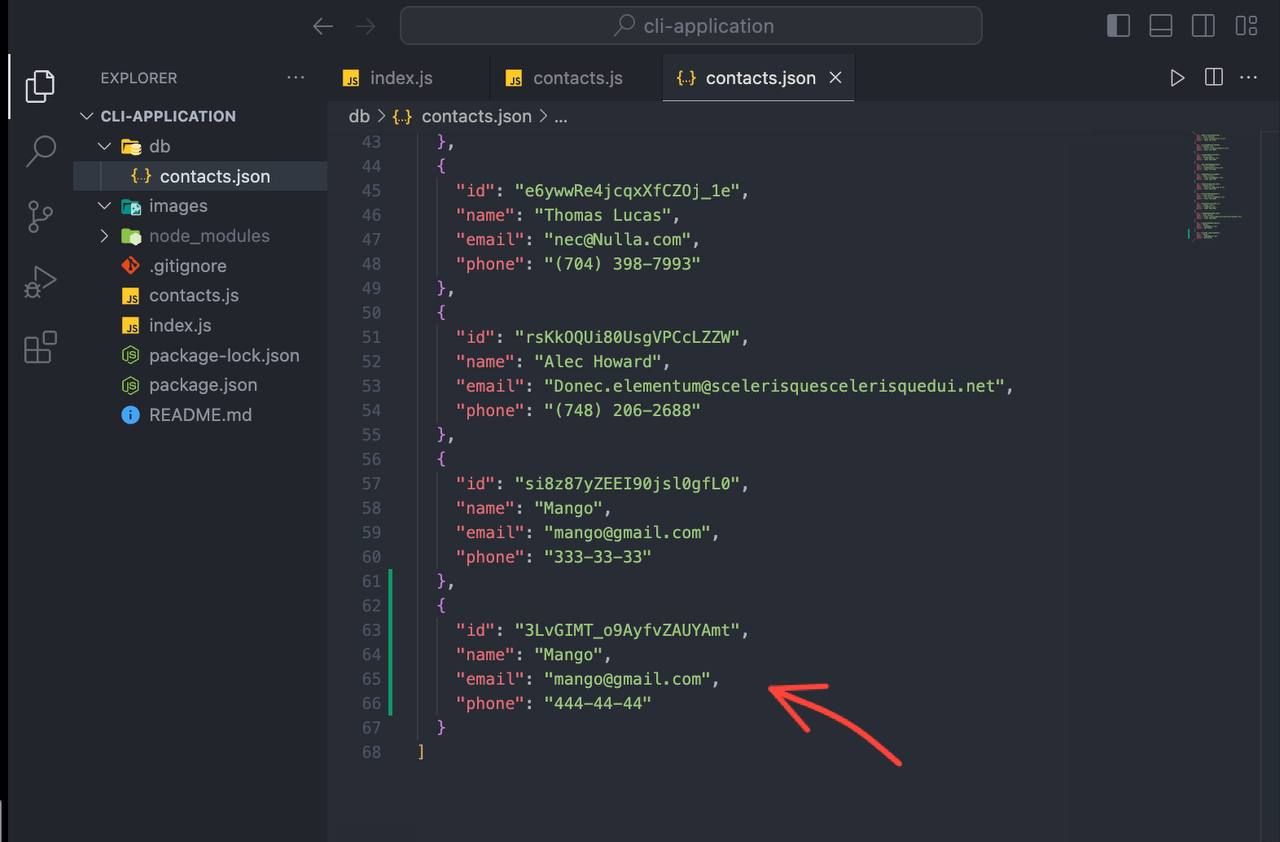 cli-application
EXPLORER
index.js
contacts.js
contacts.json
CLI-APPLICATION
db
contacts.json
images
node_modules
.gitignore
contacts.js
index.js
package-lock.json
package.json
README.md
db > {..} contacts.json > ...
43 },
44 {
45 "id": "e6ywwRe4jcqxXfCZOj_1e",
46 "name": "Thomas Lucas",
47 "email": "nec@Nulla.com",
48 "phone": "(704) 398-7993"
49 },
50 {
51 "id": "rsKkOQUi80UsgVPCcLZZW",
52 "name": "Alec Howard",
53 "email": "Donec.elementum@scelerisquescelerisquedui.net",
54 "phone": "(748) 206-2688"
55 },
56 {
57 "id": "si8z87yZEEI90jsl0gfL0",
58 "name": "Mango",
59 "email": "mango@gmail.com",
60 "phone": "333-33-33"
61 },
62 {
63 "id": "3LvGIMT_o9AyfvZAUYAmt",
64 "name": "Mango",
65 "email": "mango@gmail.com",
66 "phone": "444-44-44"
67 }
68 ]